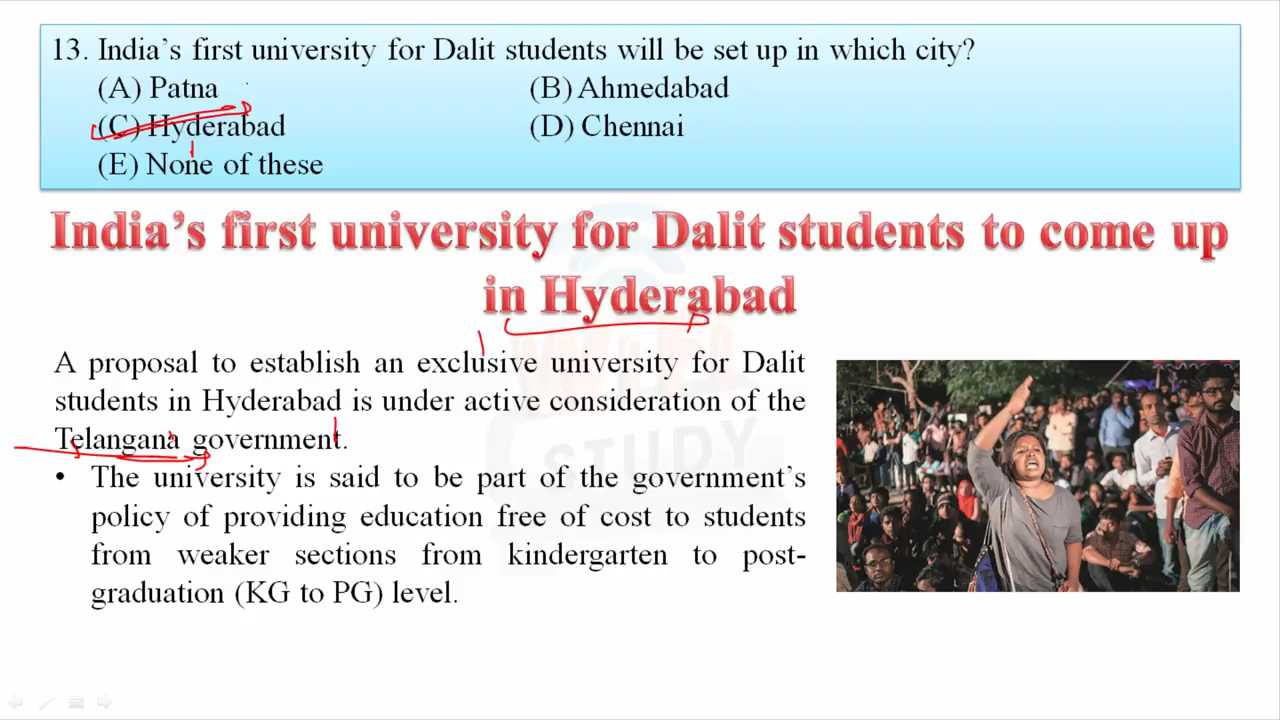 13. India's first university for Dalit students will be set up in which city?
(A) Patna (B) Ahmedabad
(C) Hyderabad (D) Chennai
(E) None of these
India's first university for Dalit students to come up
in Hyderabad
A proposal to establish an exclusive university for Dalit
students in Hyderabad is under active consideration of the
Telangana government.
• The university is said to be part of the government's
policy of providing education free of cost to students
from weaker sections from kindergarten to post-
graduation (KG to PG) level.
STUDY